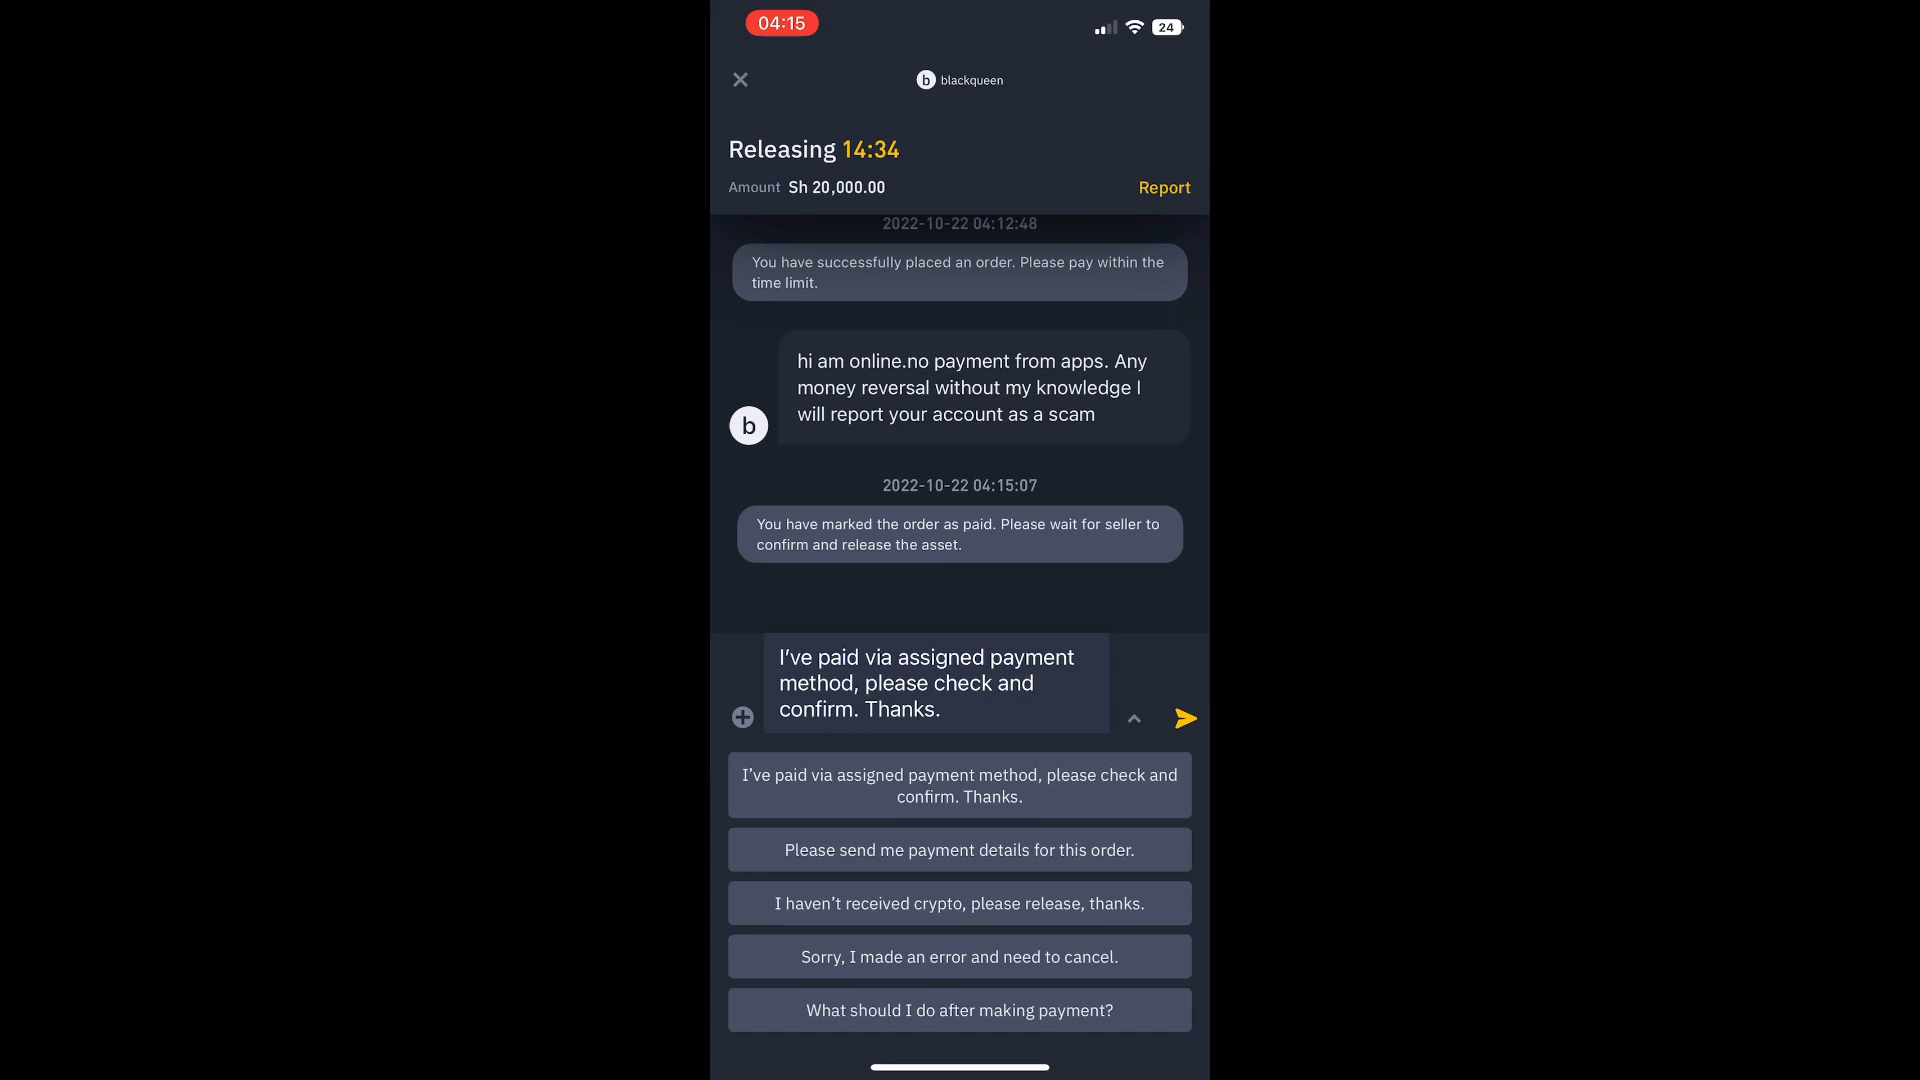 04:15
24
b blackqueen
Releasing 14:34
Amount Sh 20,000.00
Report
2022-10-22 04:12:48
You have successfully placed an order. Please pay within the
time limit.
hi am online.no payment from apps. Any
money reversal without my knowledge I
will report your account as a scam
b
2022-10-22 04:15:07
You have marked the order as paid. Please wait for seller to
confirm and release the asset.
I’ve paid via assigned payment
method, please check and
confirm. Thanks.
I’ve paid via assigned payment method, please check and
confirm. Thanks.
Please send me payment details for this order.
I haven’t received crypto, please release, thanks.
Sorry, I made an error and need to cancel.
What should I do after making payment?